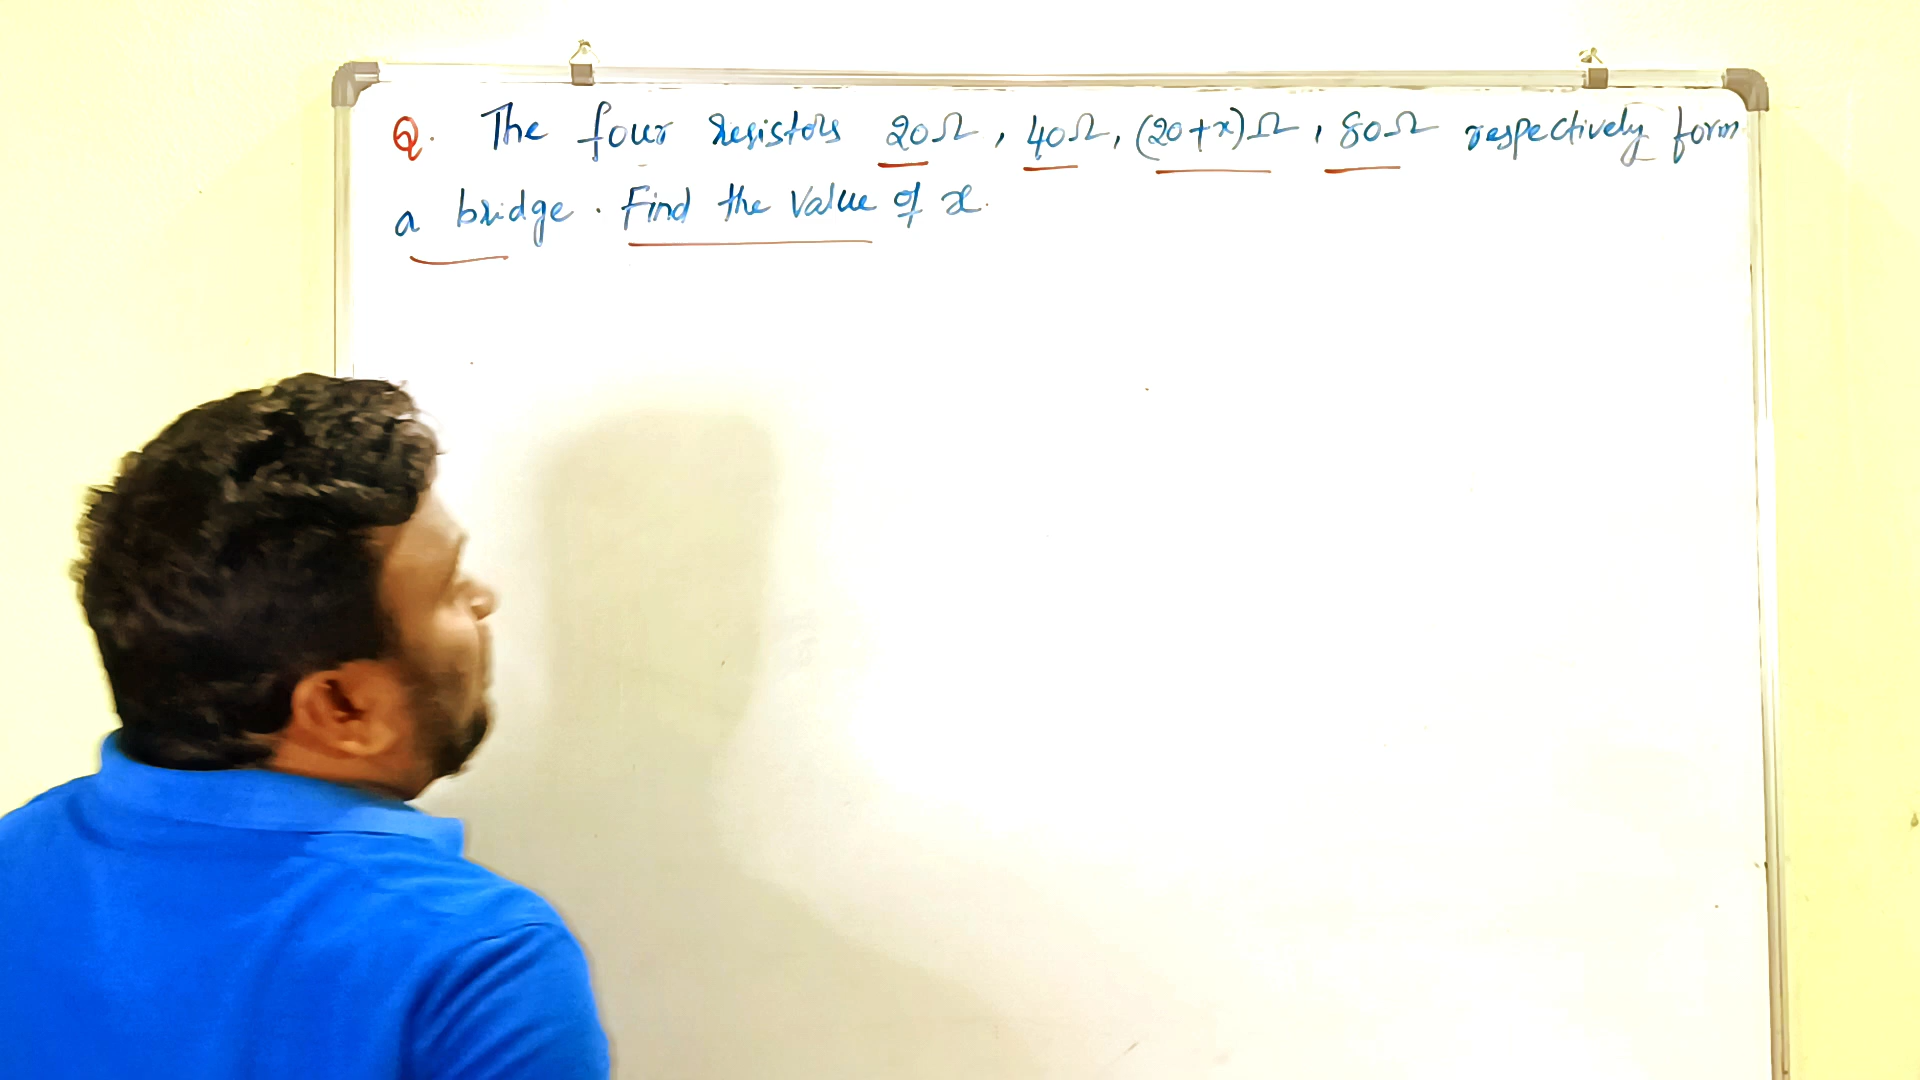 Q. The four resistors 20Ω, 40Ω, (20+x)Ω, 80Ω respectively form
a bridge. Find the value of x.